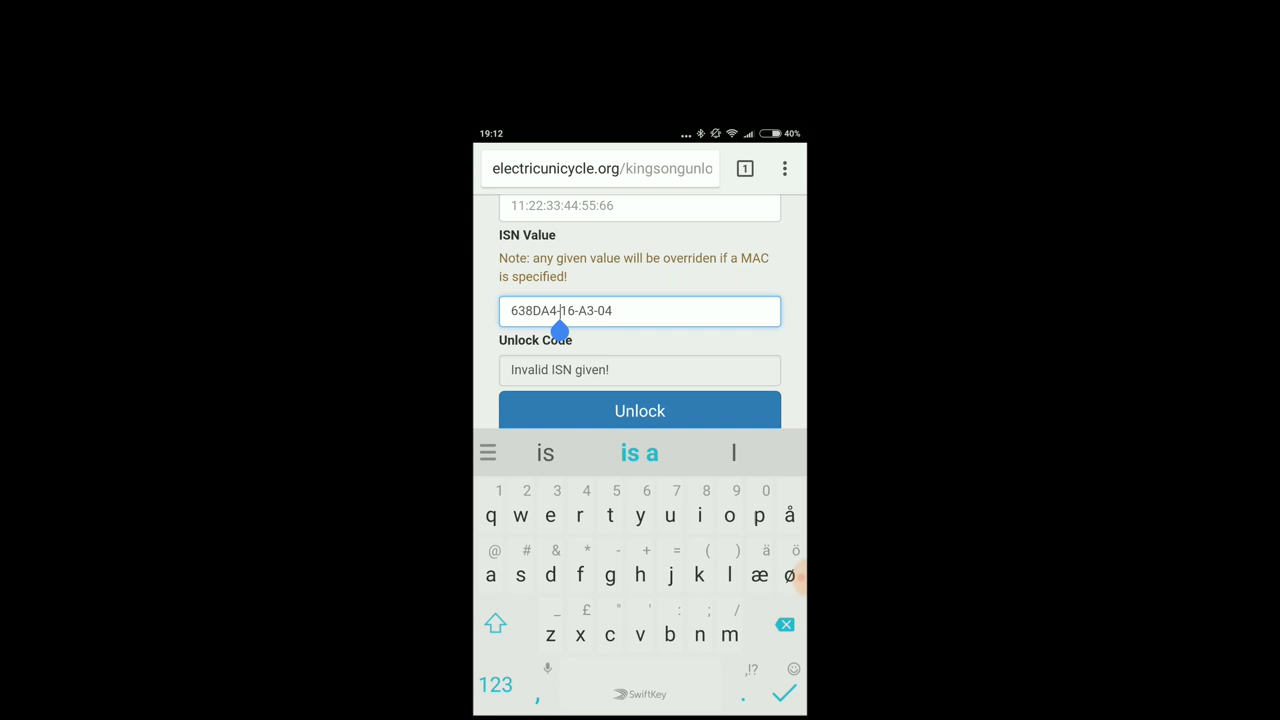 19:12 ... 40%
electricunicycle.org/kingsongunlo 1
11:22:33:44:55:66
ISN Value
Note: any given value will be overriden if a MAC
is specified!
638DA4-16-A3-04
Unlock Code
Invalid ISN given!
Unlock
is is a I
1 2 3 4 5 6 7 8 9 0
q w e r t y u i o p å
@ # & * - + = ( ) ä ö
a s d f g h j k l æ ø
_ £ " ' : ; /
z x c v b n m
,!?
123 , SwiftKey .